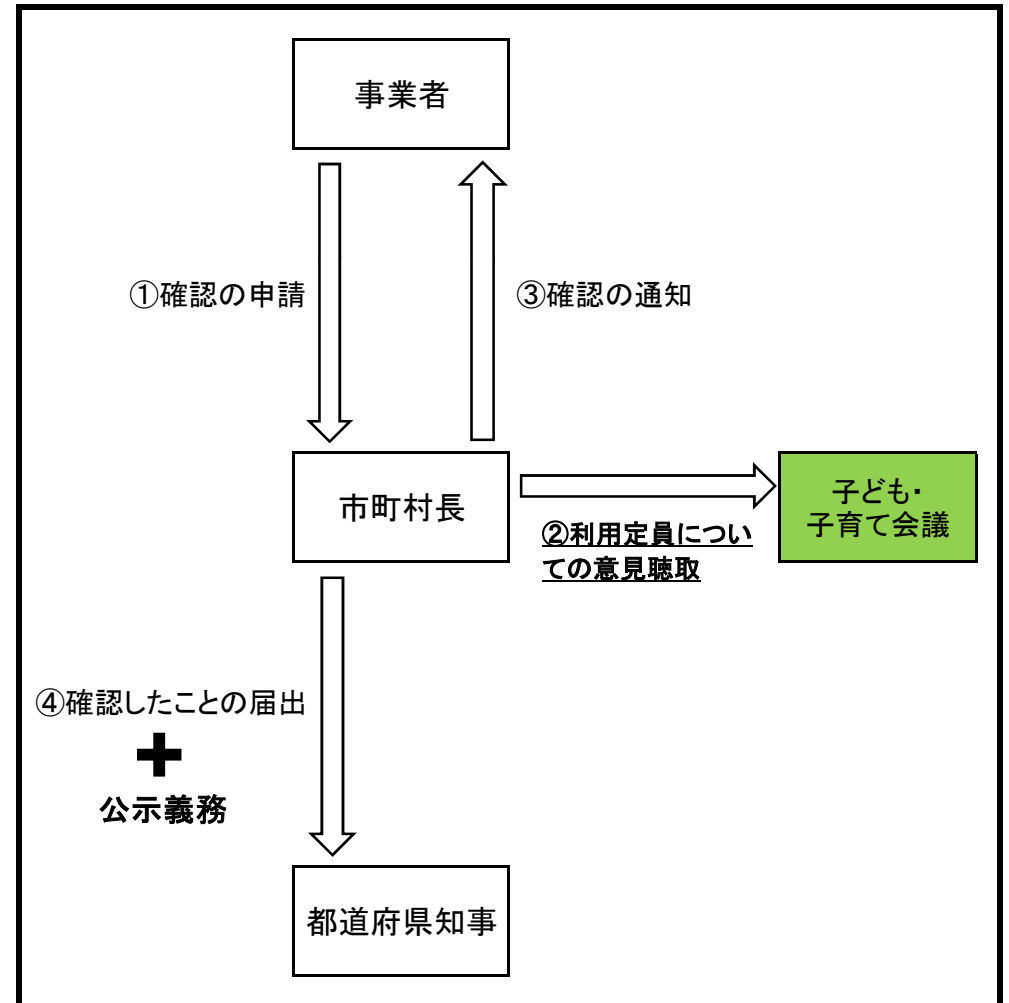 事業者
①確認の申請
③確認の通知
市町村長
②利用定員につい
ての意見聴取
子ども・
子育て会議
④確認したことの届出
公示義務
都道府県知事